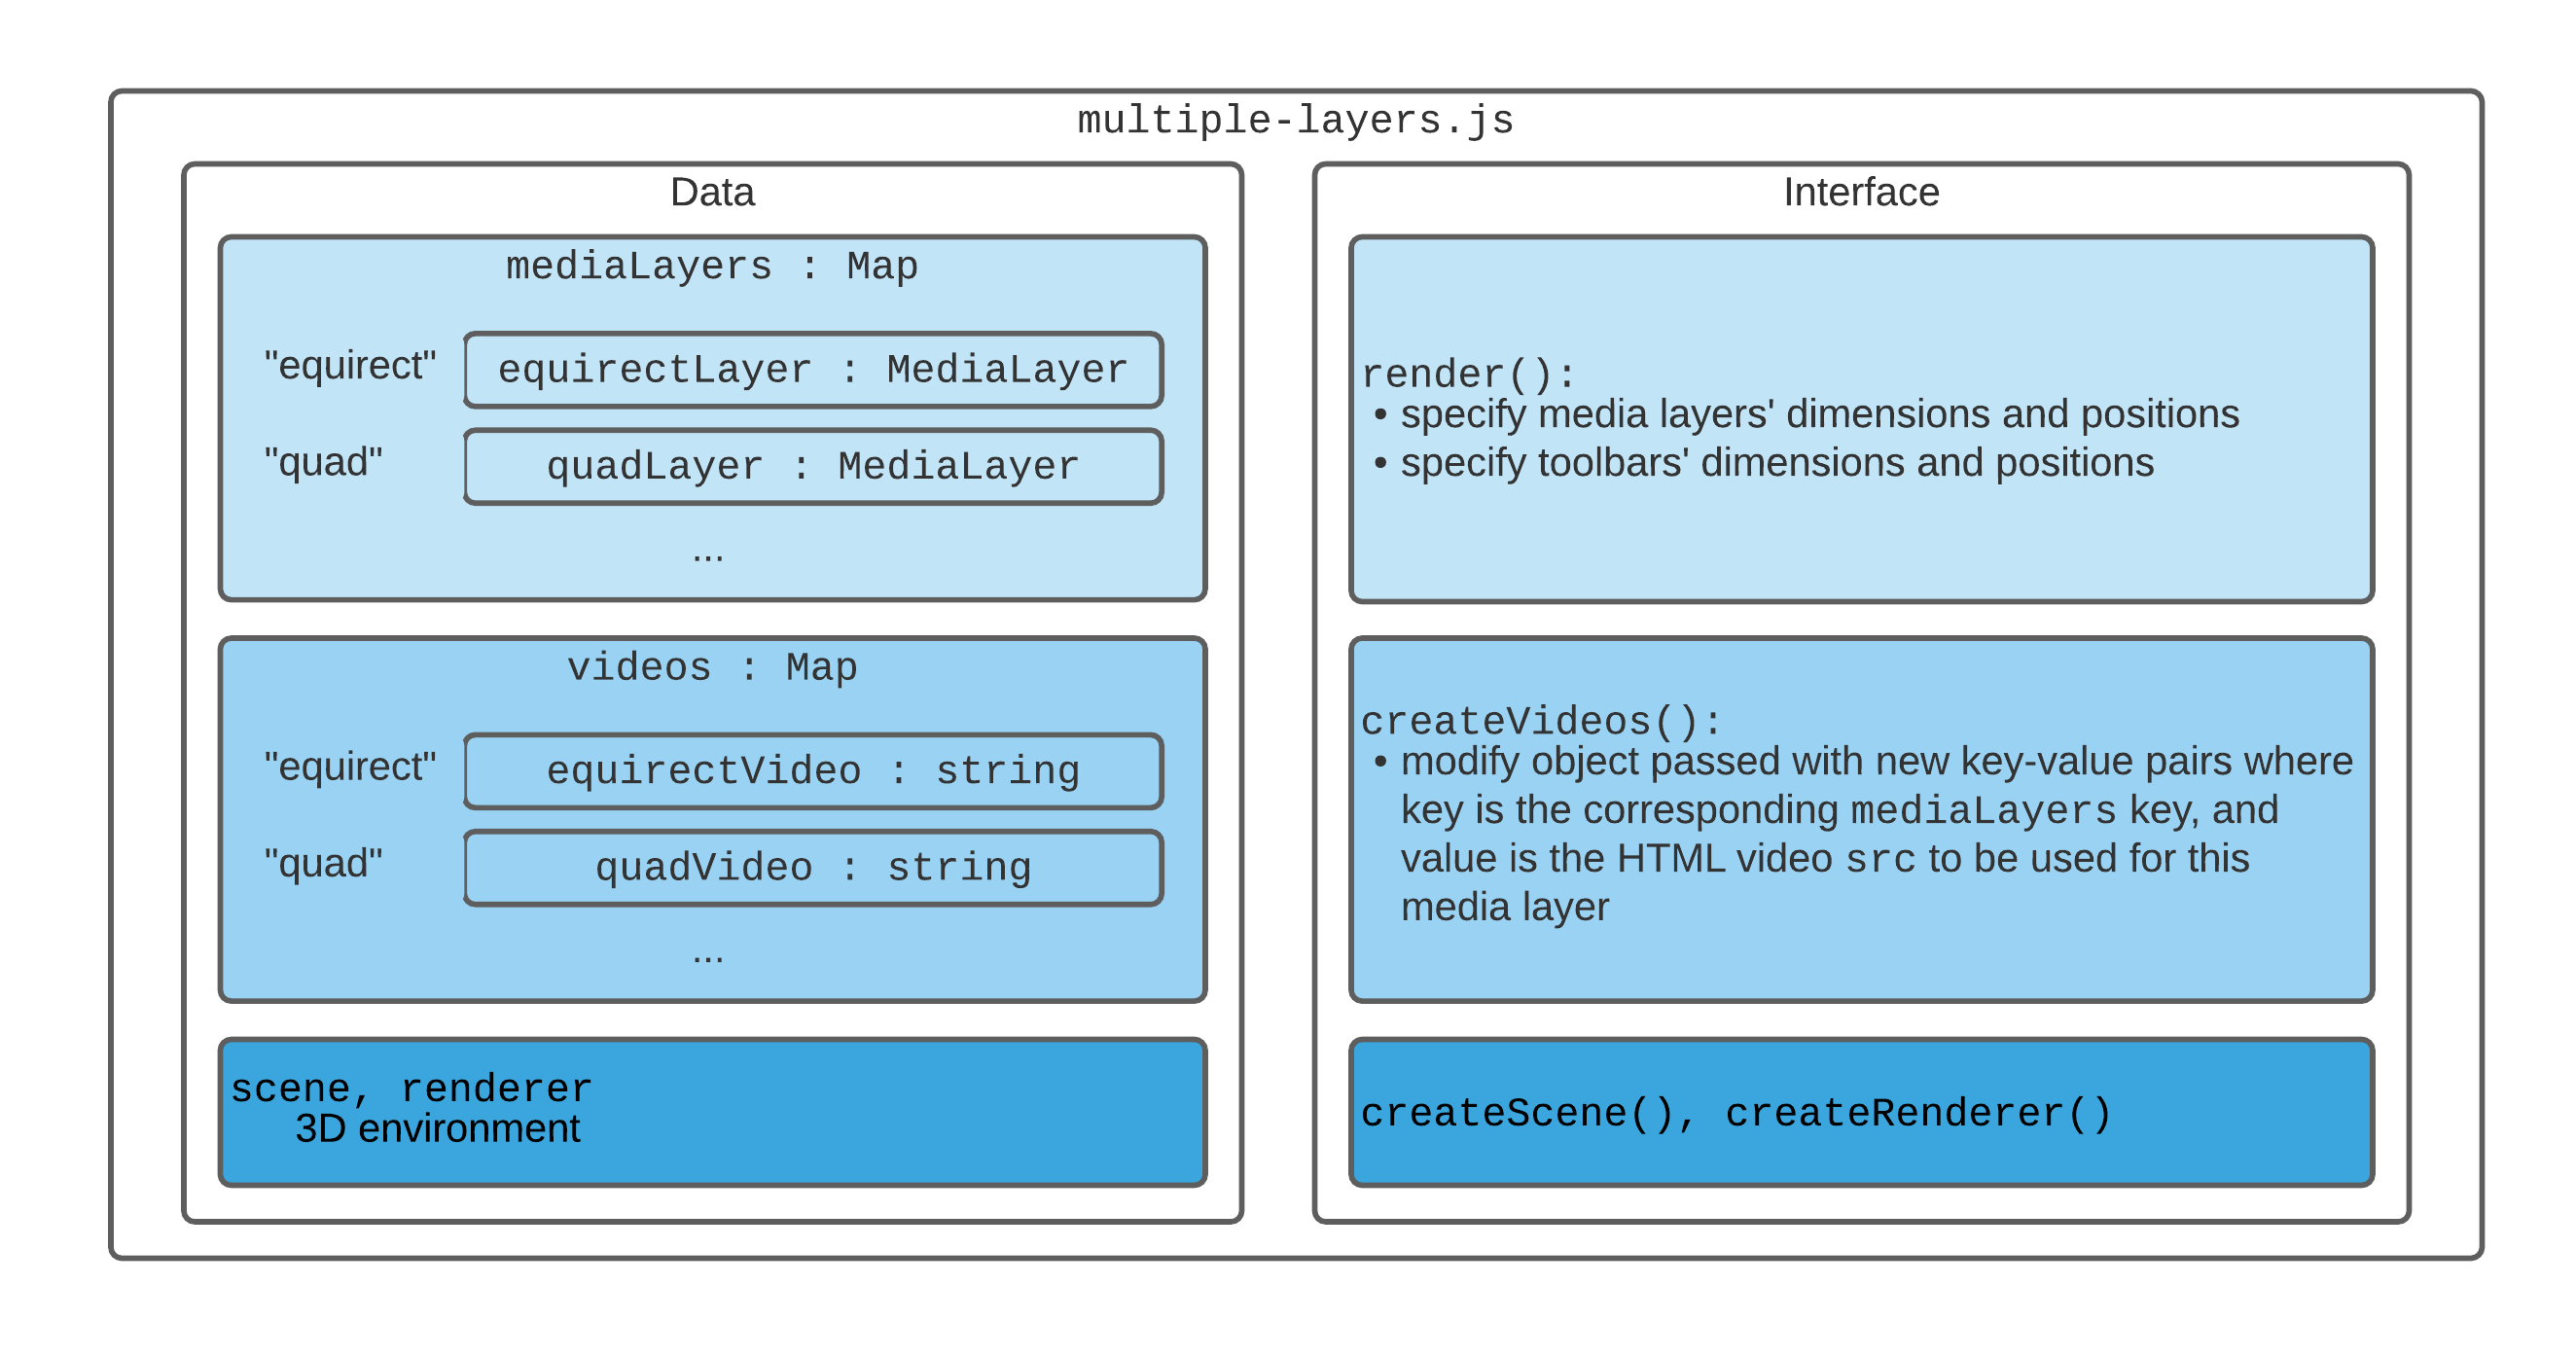 multiple-layers.js
Data
mediaLayers : Map
"equirect"
equirectLayer : MediaLayer
"quad"
quadLayer : MediaLayer
...
videos : Map
"equirect"
equirectVideo : string
"quad"
quadVideo : string
...
scene, renderer
3D environment
Interface
render():
• specify media layers' dimensions and positions
• specify toolbars' dimensions and positions
createVideos():
• modify object passed with new key-value pairs where
key is the corresponding mediaLayers key, and
value is the HTML video src to be used for this
media layer
createScene(), createRenderer()